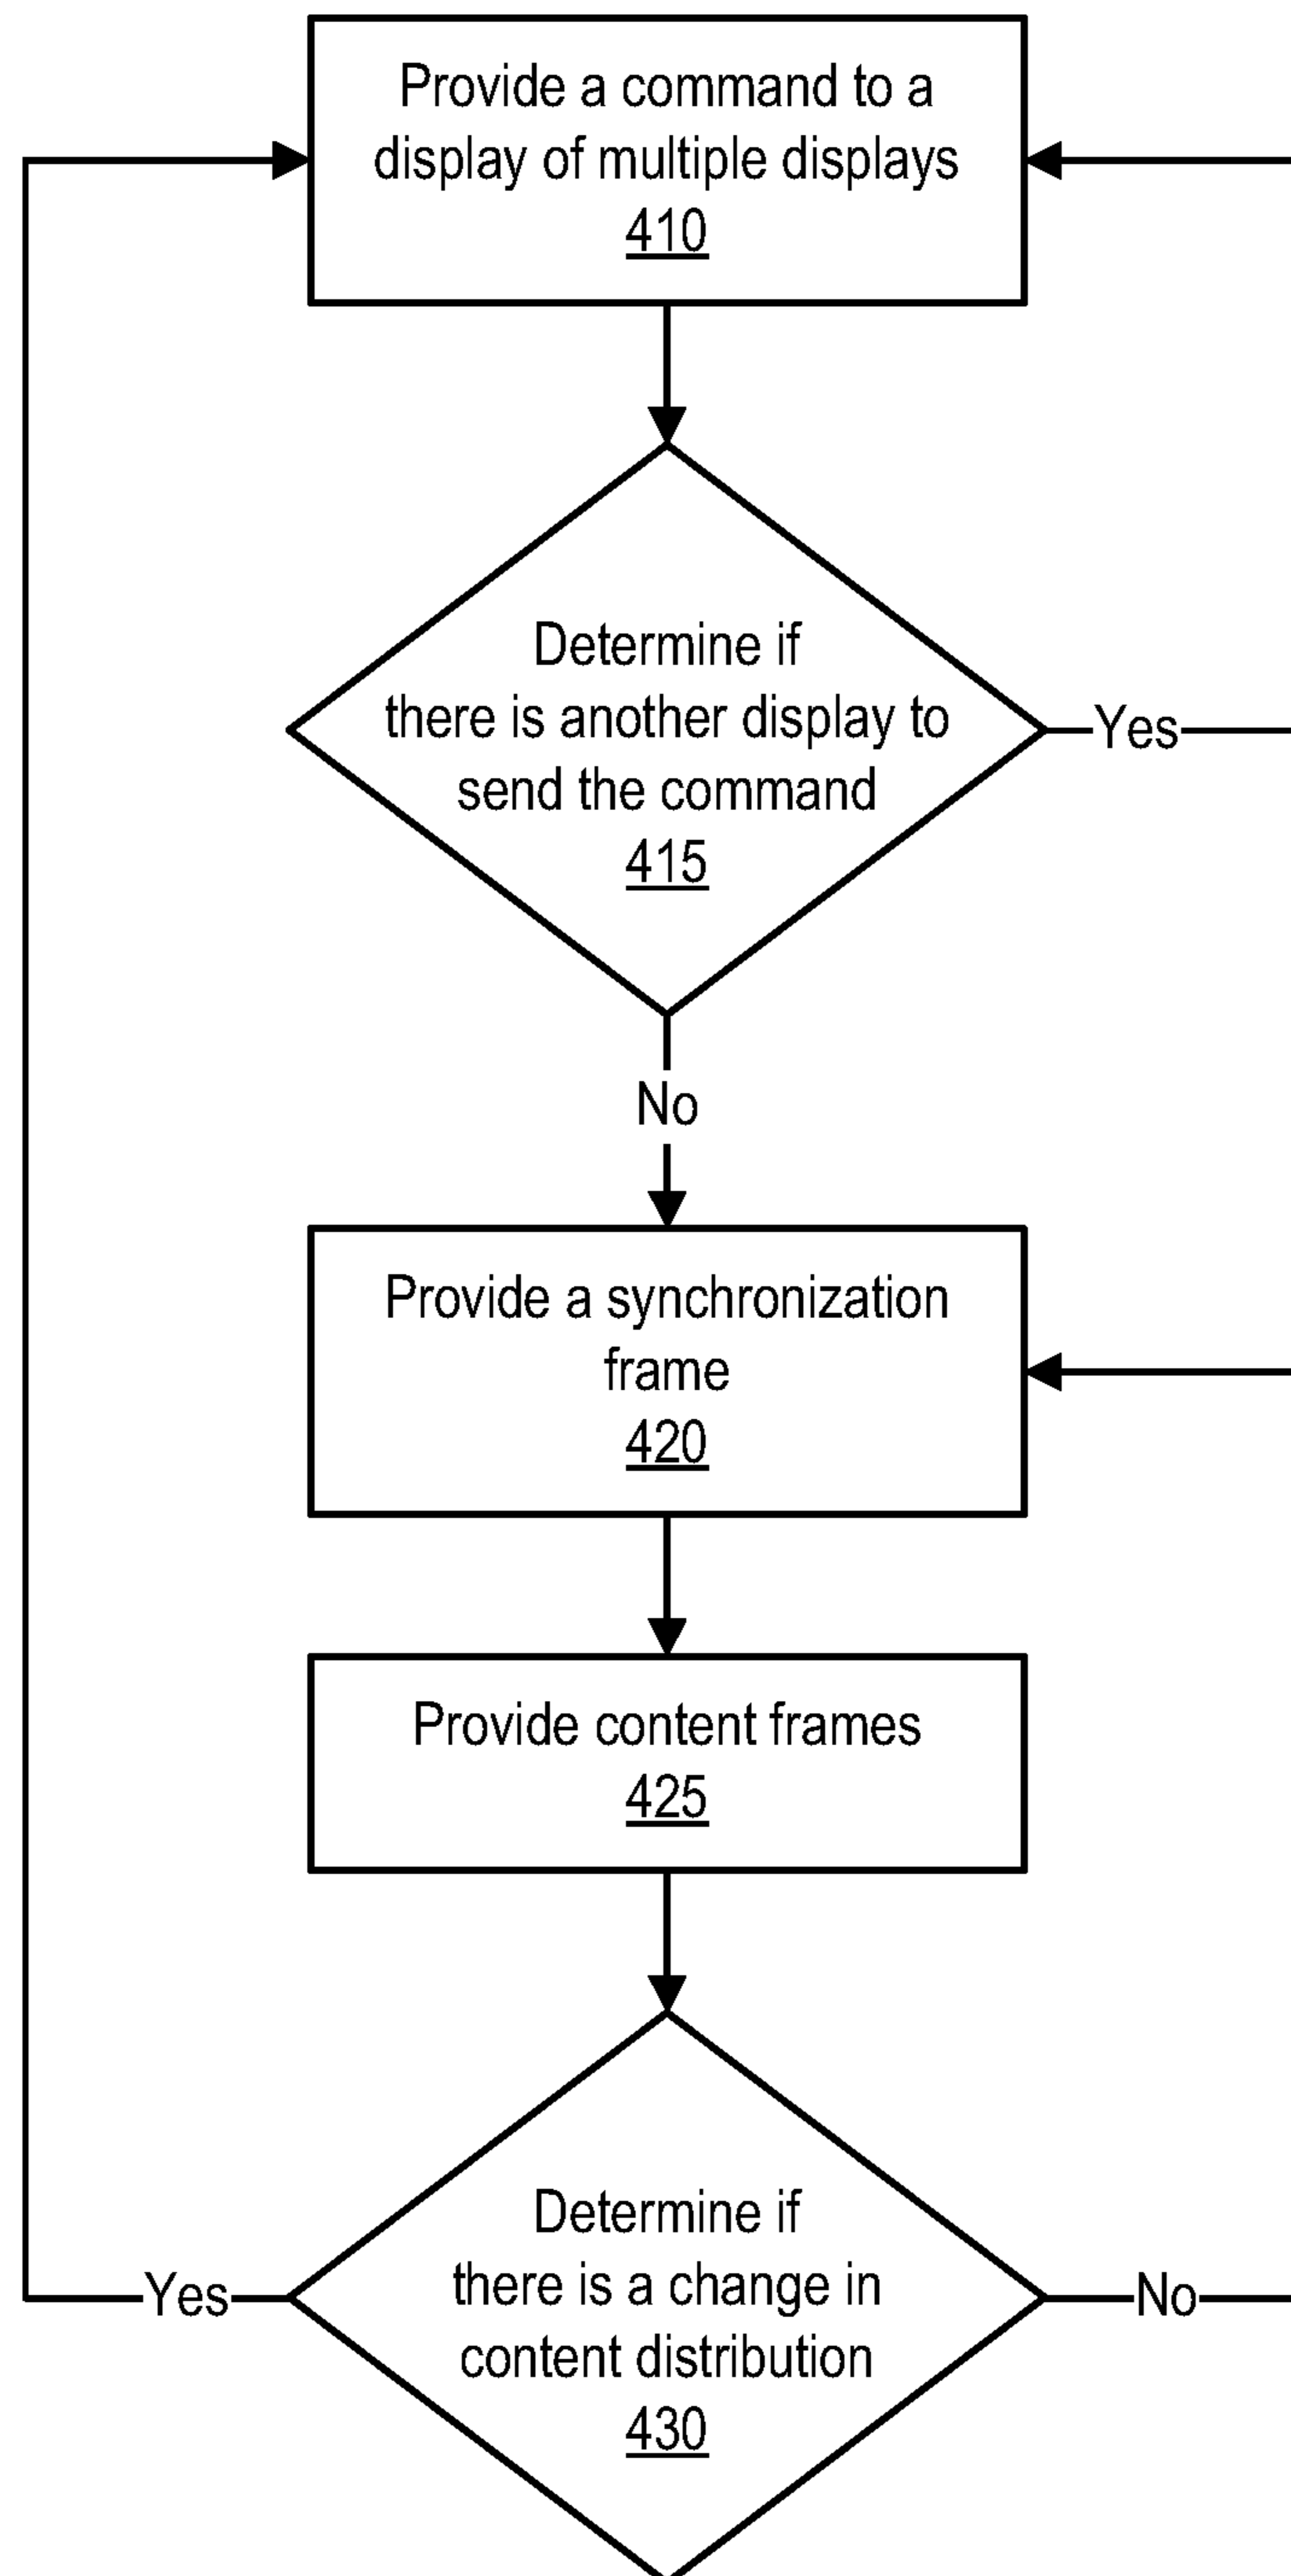 Provide a command to a
display of multiple displays
410
Determine if
there is another display to
send the command
415
Yes
No
Provide a synchronization
frame
420
Provide content frames
425
Determine if
there is a change in
content distribution
430
Yes
No